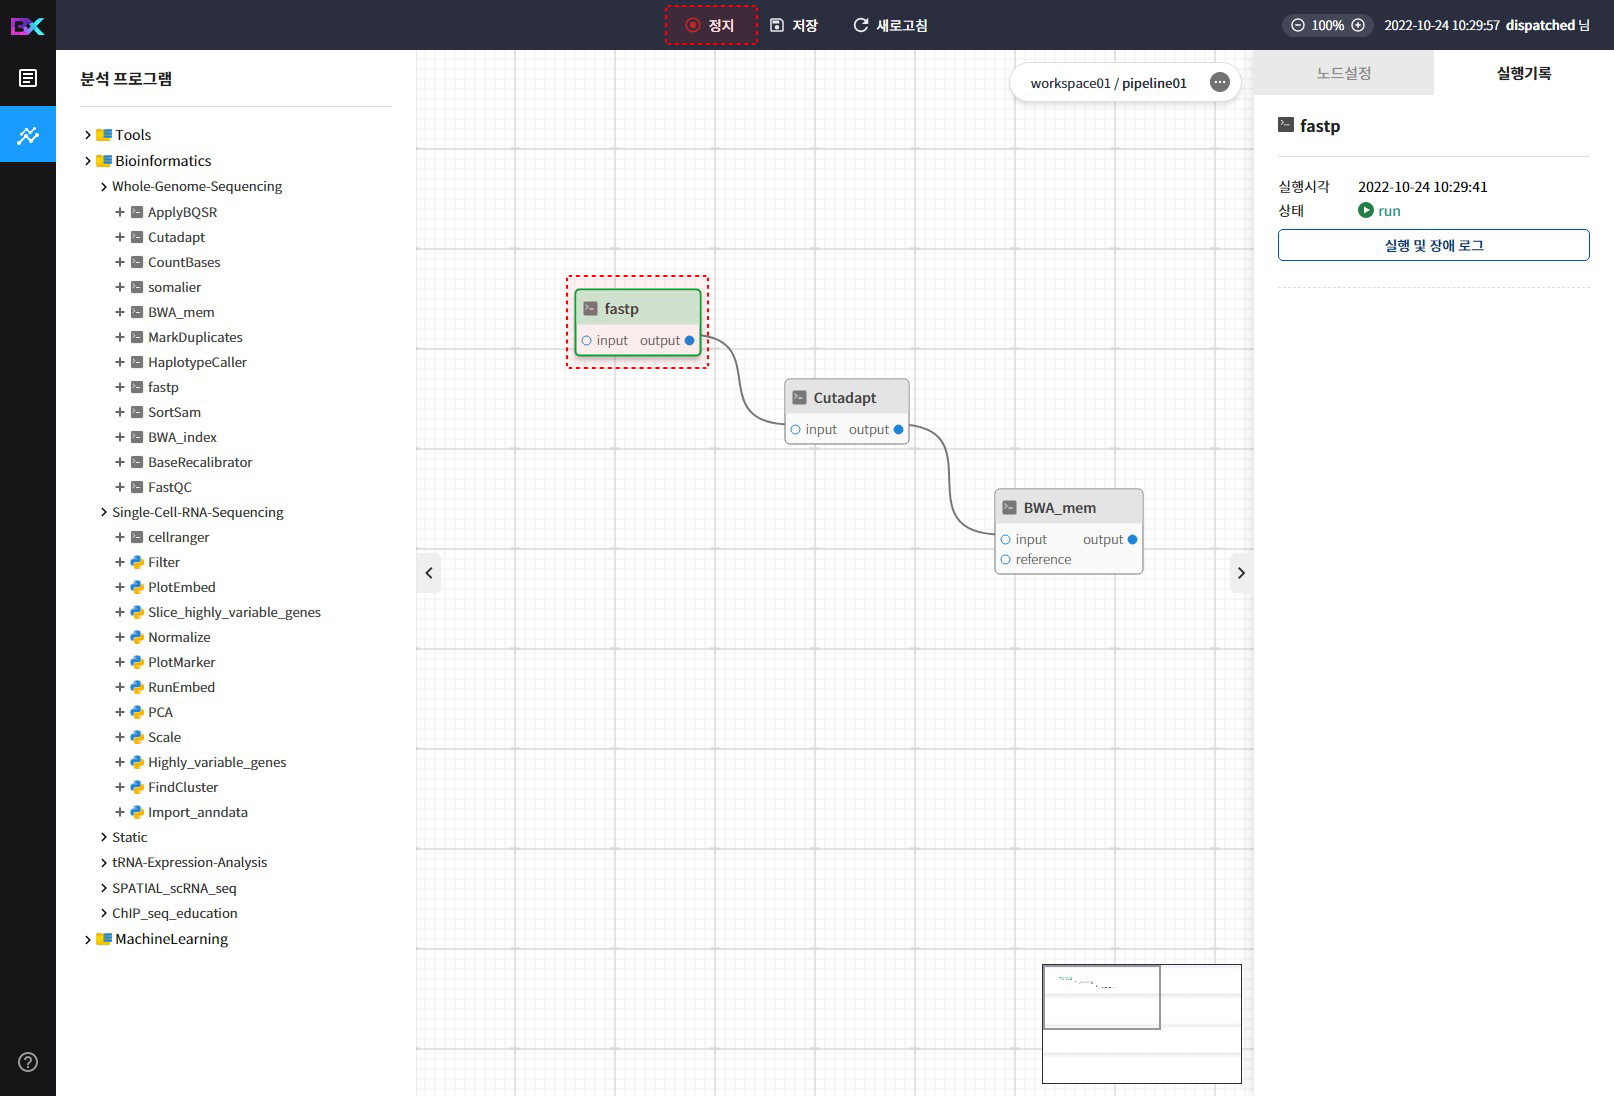 BX
정지
저장
새로고침
100%
2022-10-24 10:29:57 dispatched 님
분석 프로그램
Tools
Bioinformatics
Whole-Genome-Sequencing
ApplyBQSR
Cutadapt
CountBases
somalier
BWA_mem
MarkDuplicates
HaplotypeCaller
fastp
SortSam
BWA_index
BaseRecalibrator
FastQC
Single-Cell-RNA-Sequencing
cellranger
Filter
PlotEmbed
Slice_highly_variable_genes
Normalize
PlotMarker
RunEmbed
PCA
Scale
Highly_variable_genes
FindCluster
Import_anndata
Static
tRNA-Expression-Analysis
SPATIAL_scRNA_seq
ChIP_seq_education
MachineLearning
workspace01 / pipeline01
fastp
input output
Cutadapt
input output
BWA_mem
input output
reference
노드설정
실행기록
fastp
실행시각 2022-10-24 10:29:41
상태 run
실행 및 장애 로그